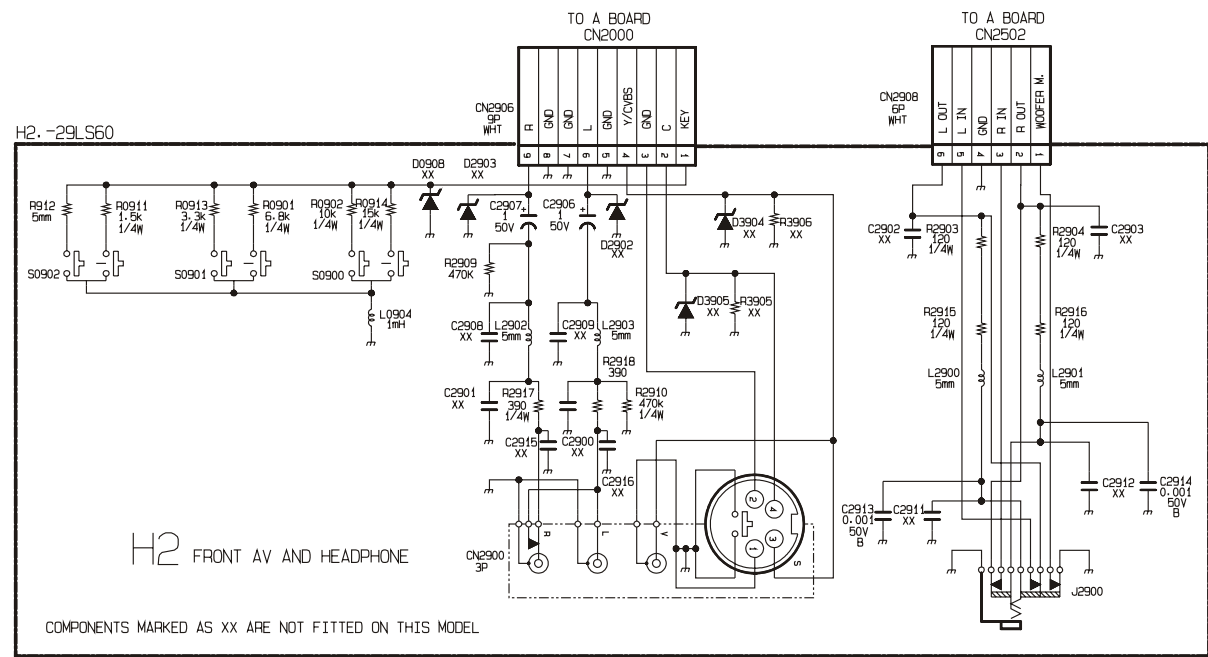 TO A BOARD
CN2000
TO A BOARD
CN2502
CN2906
9P
WHT
R
GND
GND
L
GND
Y/CVBS
GND
C
KEY
9
8
7
6
5
4
3
2
1
CN2908
6P
WHT
L OUT
L IN
GND
R IN
R OUT
WOOFER M.
6
5
4
3
2
1
H2.-29LS60
D0908
XX
D2903
XX
R912
5mm
R0911
1.5k
1/4W
R0913
3.3k
1/4W
R0901
6.8k
1/4W
R0902
10k
1/4W
R0914
15k
1/4W
S0902
S0901
S0900
L0904
1mH
C2907
1
50V
C2906
1
50V
+
+
D2902
XX
D3904
XX
R3906
XX
R2909
470K
D3905
XX
R3905
XX
C2908
XX
L2902
5mm
C2909
XX
L2903
5mm
R2918
390
C2901
XX
R2917
390
1/4W
R2910
470k
1/4W
C2915
XX
C2900
XX
C2916
XX
C2902
XX
R2903
120
1/4W
R2904
120
1/4W
C2903
XX
R2915
120
1/4W
R2916
120
1/4W
L2900
5mm
L2901
5mm
C2913
0.001
50V
B
C2911
XX
C2912
XX
C2914
0.001
50V
B
J2900
CN2900
3P
R
L
V
S
2
4
1
3
H2 FRONT AV AND HEADPHONE
COMPONENTS MARKED AS XX ARE NOT FITTED ON THIS MODEL